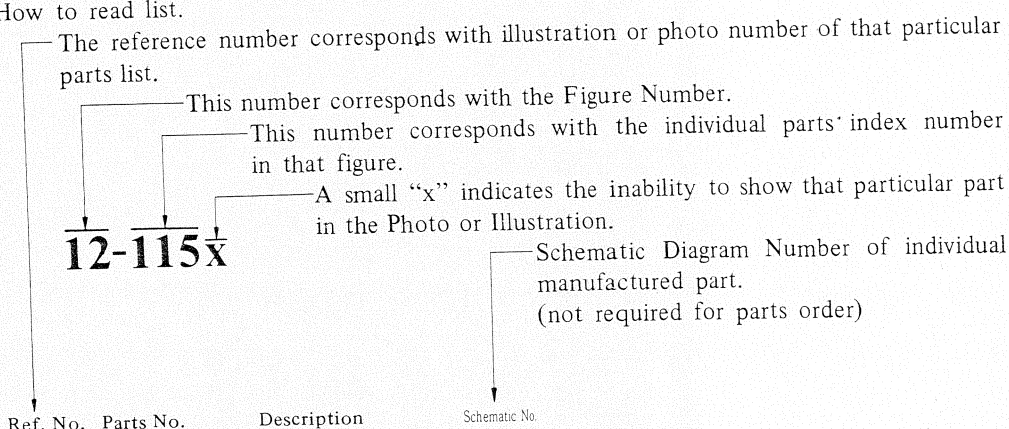 How to read list.
The reference number corresponds with illustration or photo number of that particular
parts list.
This number corresponds with the Figure Number.
This number corresponds with the individual parts' index number
in that figure.
A small “x” indicates the inability to show that particular part
in the Photo or Illustration.
12-115x
Schematic Diagram Number of individual
manufactured part.
(not required for parts order)
Ref. No. Parts No. Description Schematic No.